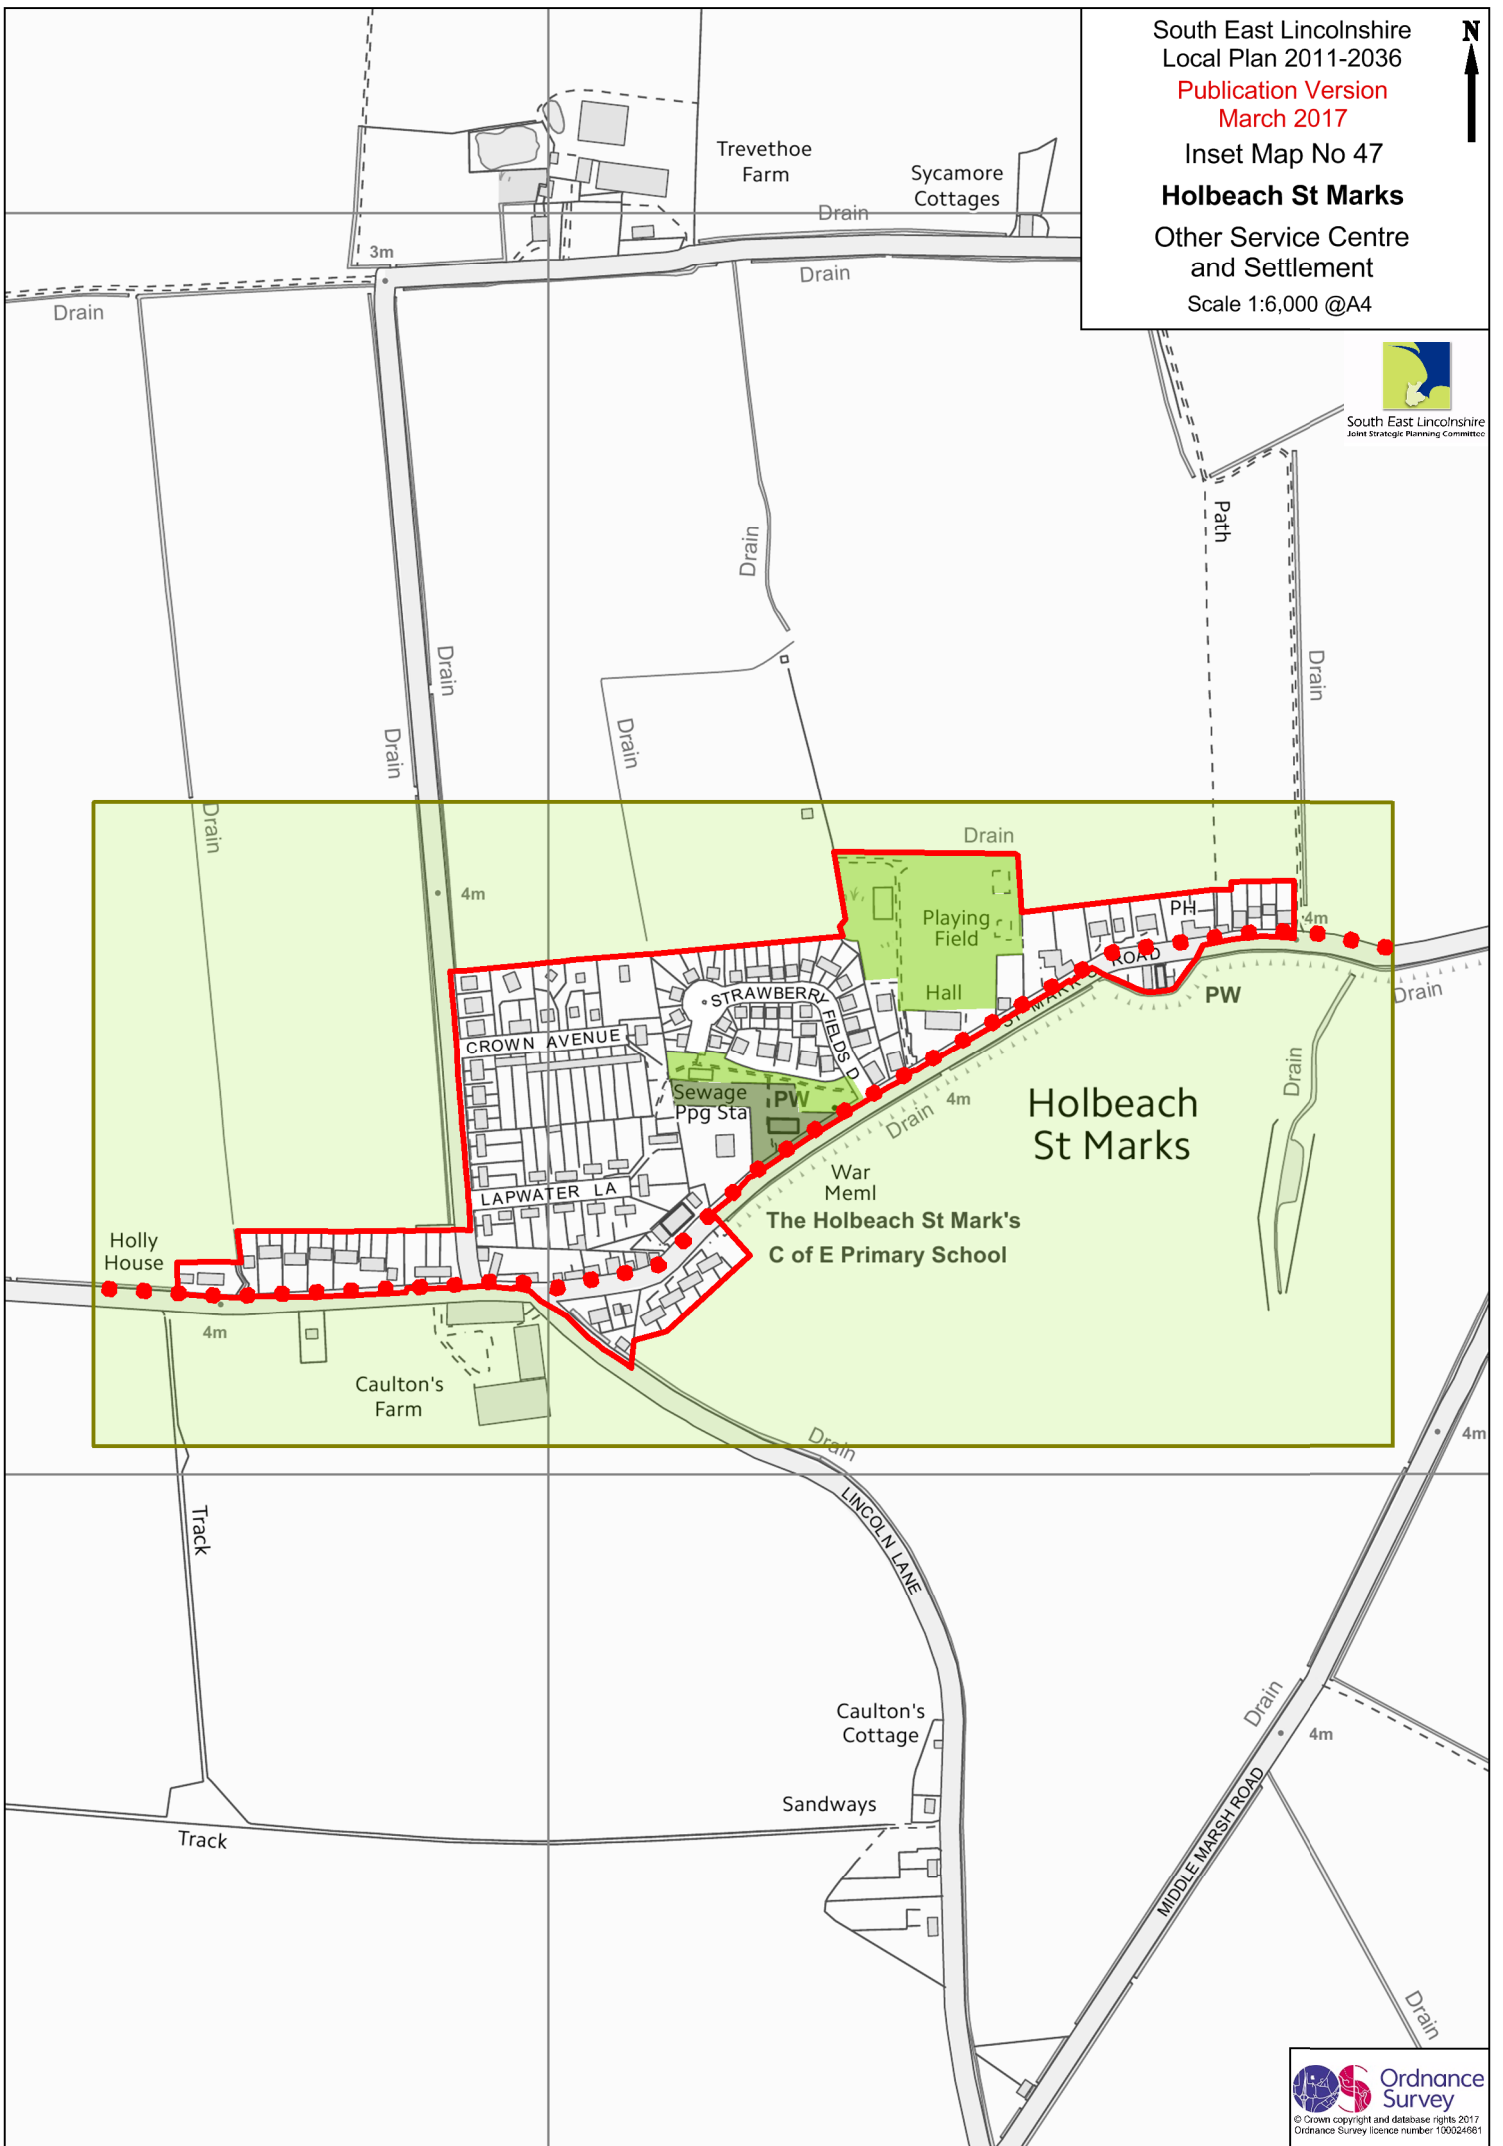 South East Lincolnshire
Local Plan 2011-2036
Publication Version
March 2017
Inset Map No 47
Holbeach St Marks
Other Service Centre
and Settlement
Scale 1:6,000 @A4
N
South East Lincolnshire
Joint Strategic Planning Committee
Trevethoe
Farm
Sycamore
Cottages
Drain
3m
Drain
Drain
Path
Drain
Drain
Drain
Drain
Drain
Drain
Drain
4m
Playing
Field
PH
4m
Hall
ROAD
ST MARK'S
PW
Drain
STRAWBERRY
FIELDS D
CROWN AVENUE
Sewage
Ppg Sta
PW
4m
Drain
Drain
Holbeach
St Marks
War
Meml
LAPWATER LA
The Holbeach St Mark's
C of E Primary School
Holly
House
4m
Caulton's
Farm
Drain
4m
Track
LINCOLN LANE
Drain
4m
Caulton's
Cottage
Sandways
Track
MIDDLE MARSH ROAD
Drain
Ordnance
Survey
© Crown copyright and database rights 2017
Ordnance Survey licence number 100024661